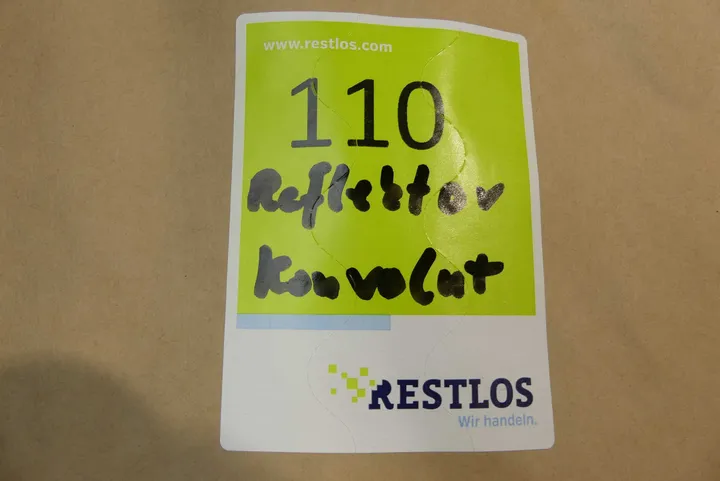 www.restlos.com
110
Reflektor
Konvolut
RESTLOS
Wir handeln.